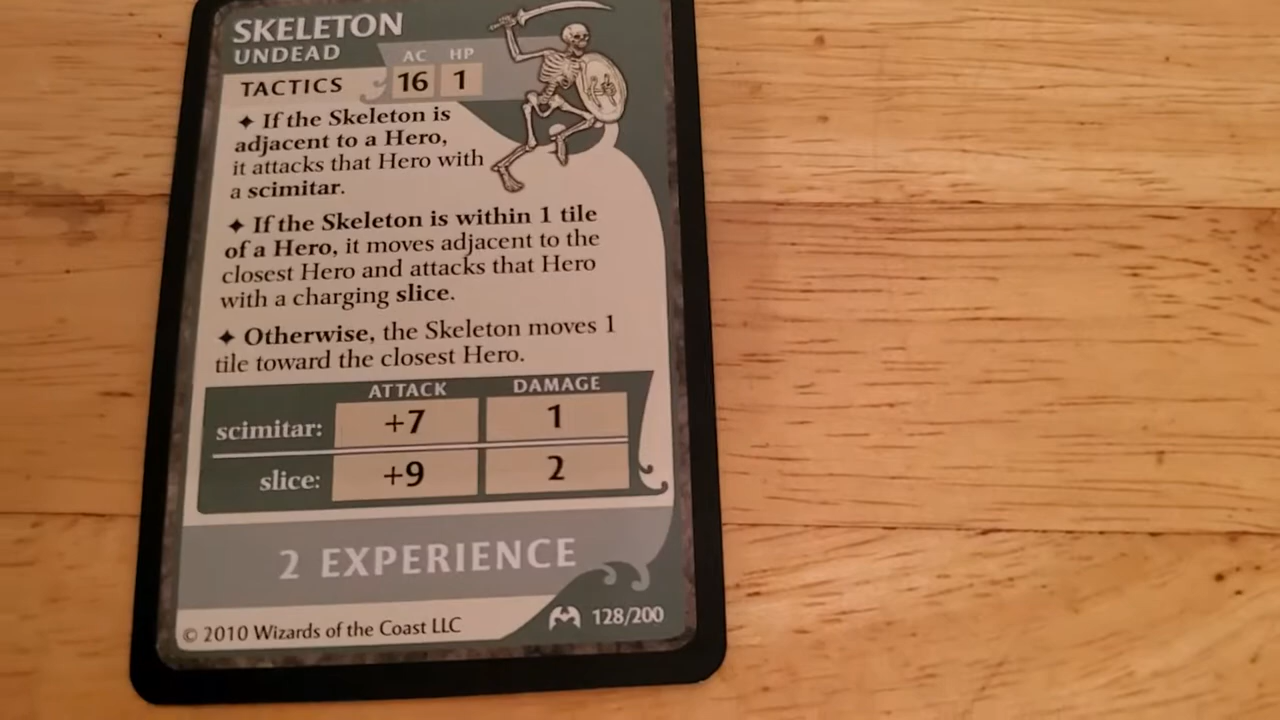 SKELETON
UNDEAD
AC HP
TACTICS 16 1
✦ If the Skeleton is
adjacent to a Hero,
it attacks that Hero with
a scimitar.
✦ If the Skeleton is within 1 tile
of a Hero, it moves adjacent to the
closest Hero and attacks that Hero
with a charging slice.
✦ Otherwise, the Skeleton moves 1
tile toward the closest Hero.
ATTACK DAMAGE
scimitar: +7 1
slice: +9 2
2 EXPERIENCE
© 2010 Wizards of the Coast LLC 128/200